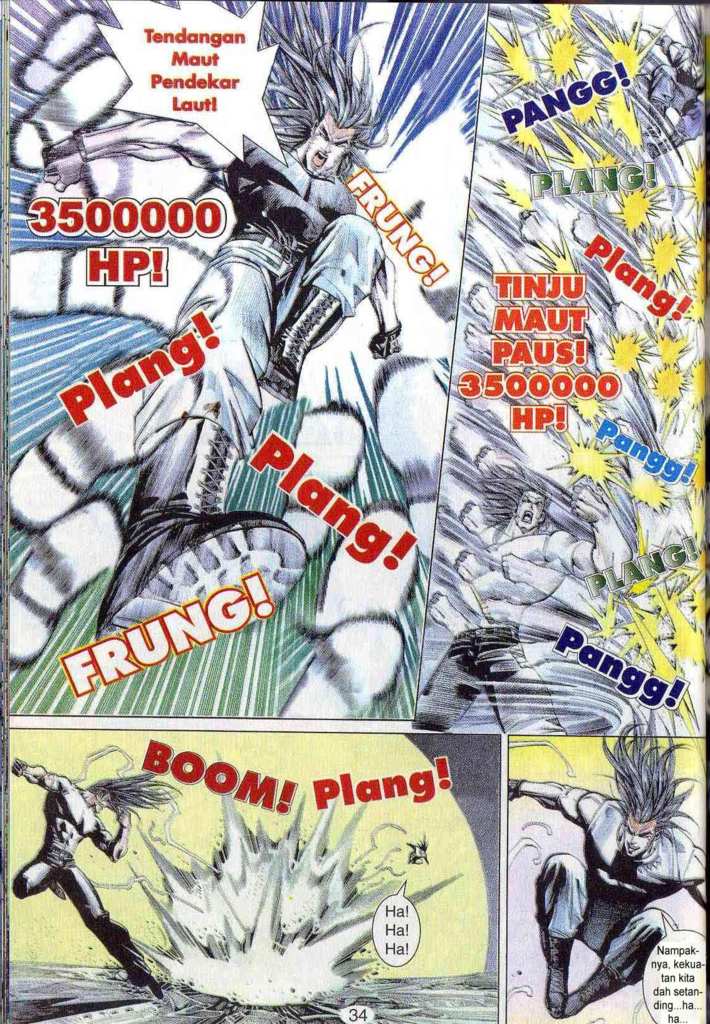 Tendangan
Maut
Pendekar
Laut!
3500000
HP!
FRUNG!
Plang!
Plang!
FRUNG!
PANGG!
PLANG!
Plang!
TINJU
MAUT
PAUS!
3500000
HP!
Pangg!
PLANG!
Pangg!
BOOM! Plang!
Ha!
Ha!
Ha!
Nampak-
nya, kekua-
tan kita
dah setan-
ding...ha...
ha...
34